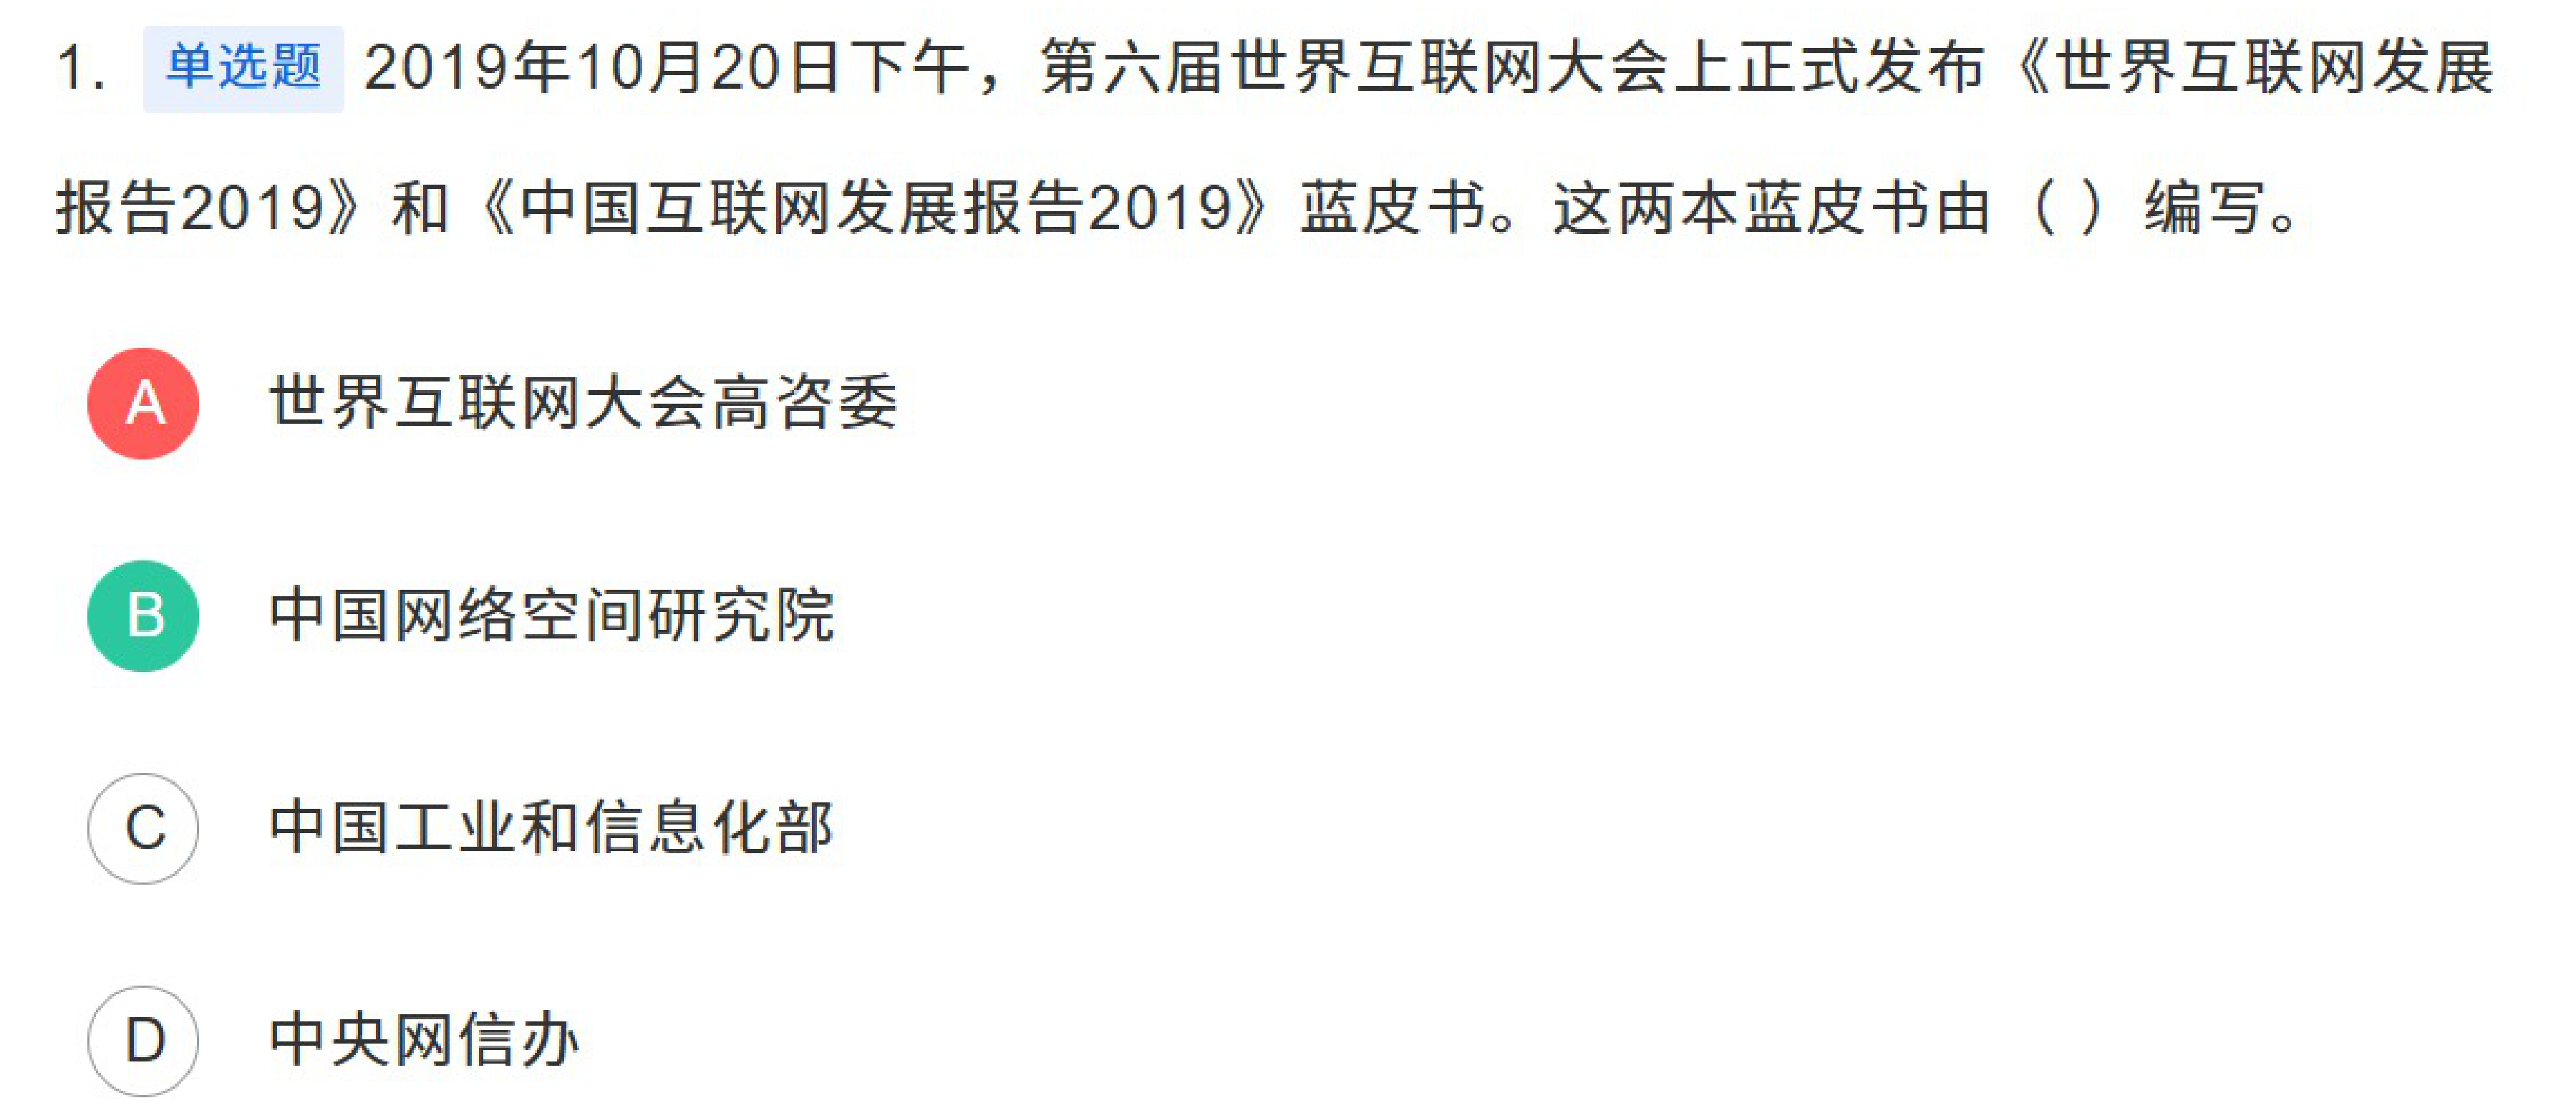 1. 单选题 2019年10月20日下午，第六届世界互联网大会上正式发布《世界互联网发展
报告2019》和《中国互联网发展报告2019》蓝皮书。这两本蓝皮书由（ ）编写。
A 世界互联网大会高咨委
B 中国网络空间研究院
C 中国工业和信息化部
D 中央网信办